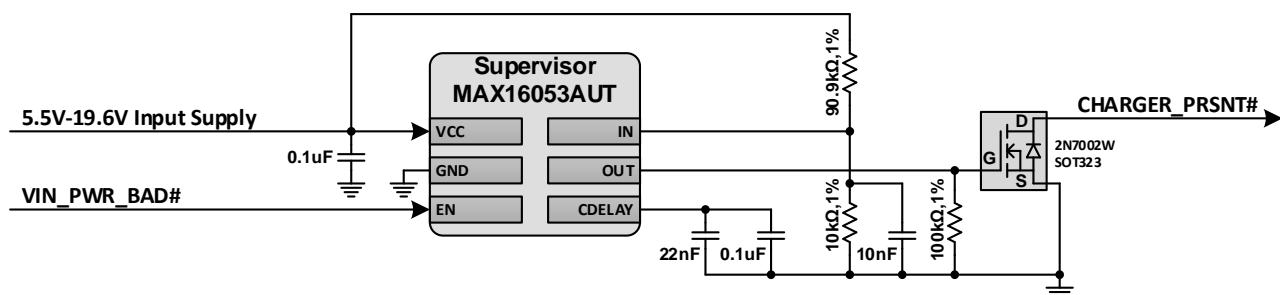 Supervisor
MAX16053AUT
90.9kΩ,1%
5.5V-19.6V Input Supply
CHARGER_PRSNT#
VCC
IN
D
2N7002W
SOT323
0.1uF
G
GND
OUT
S
VIN_PWR_BAD#
EN
CDELAY
22nF
0.1uF
10kΩ,1%
10nF
100kΩ,1%